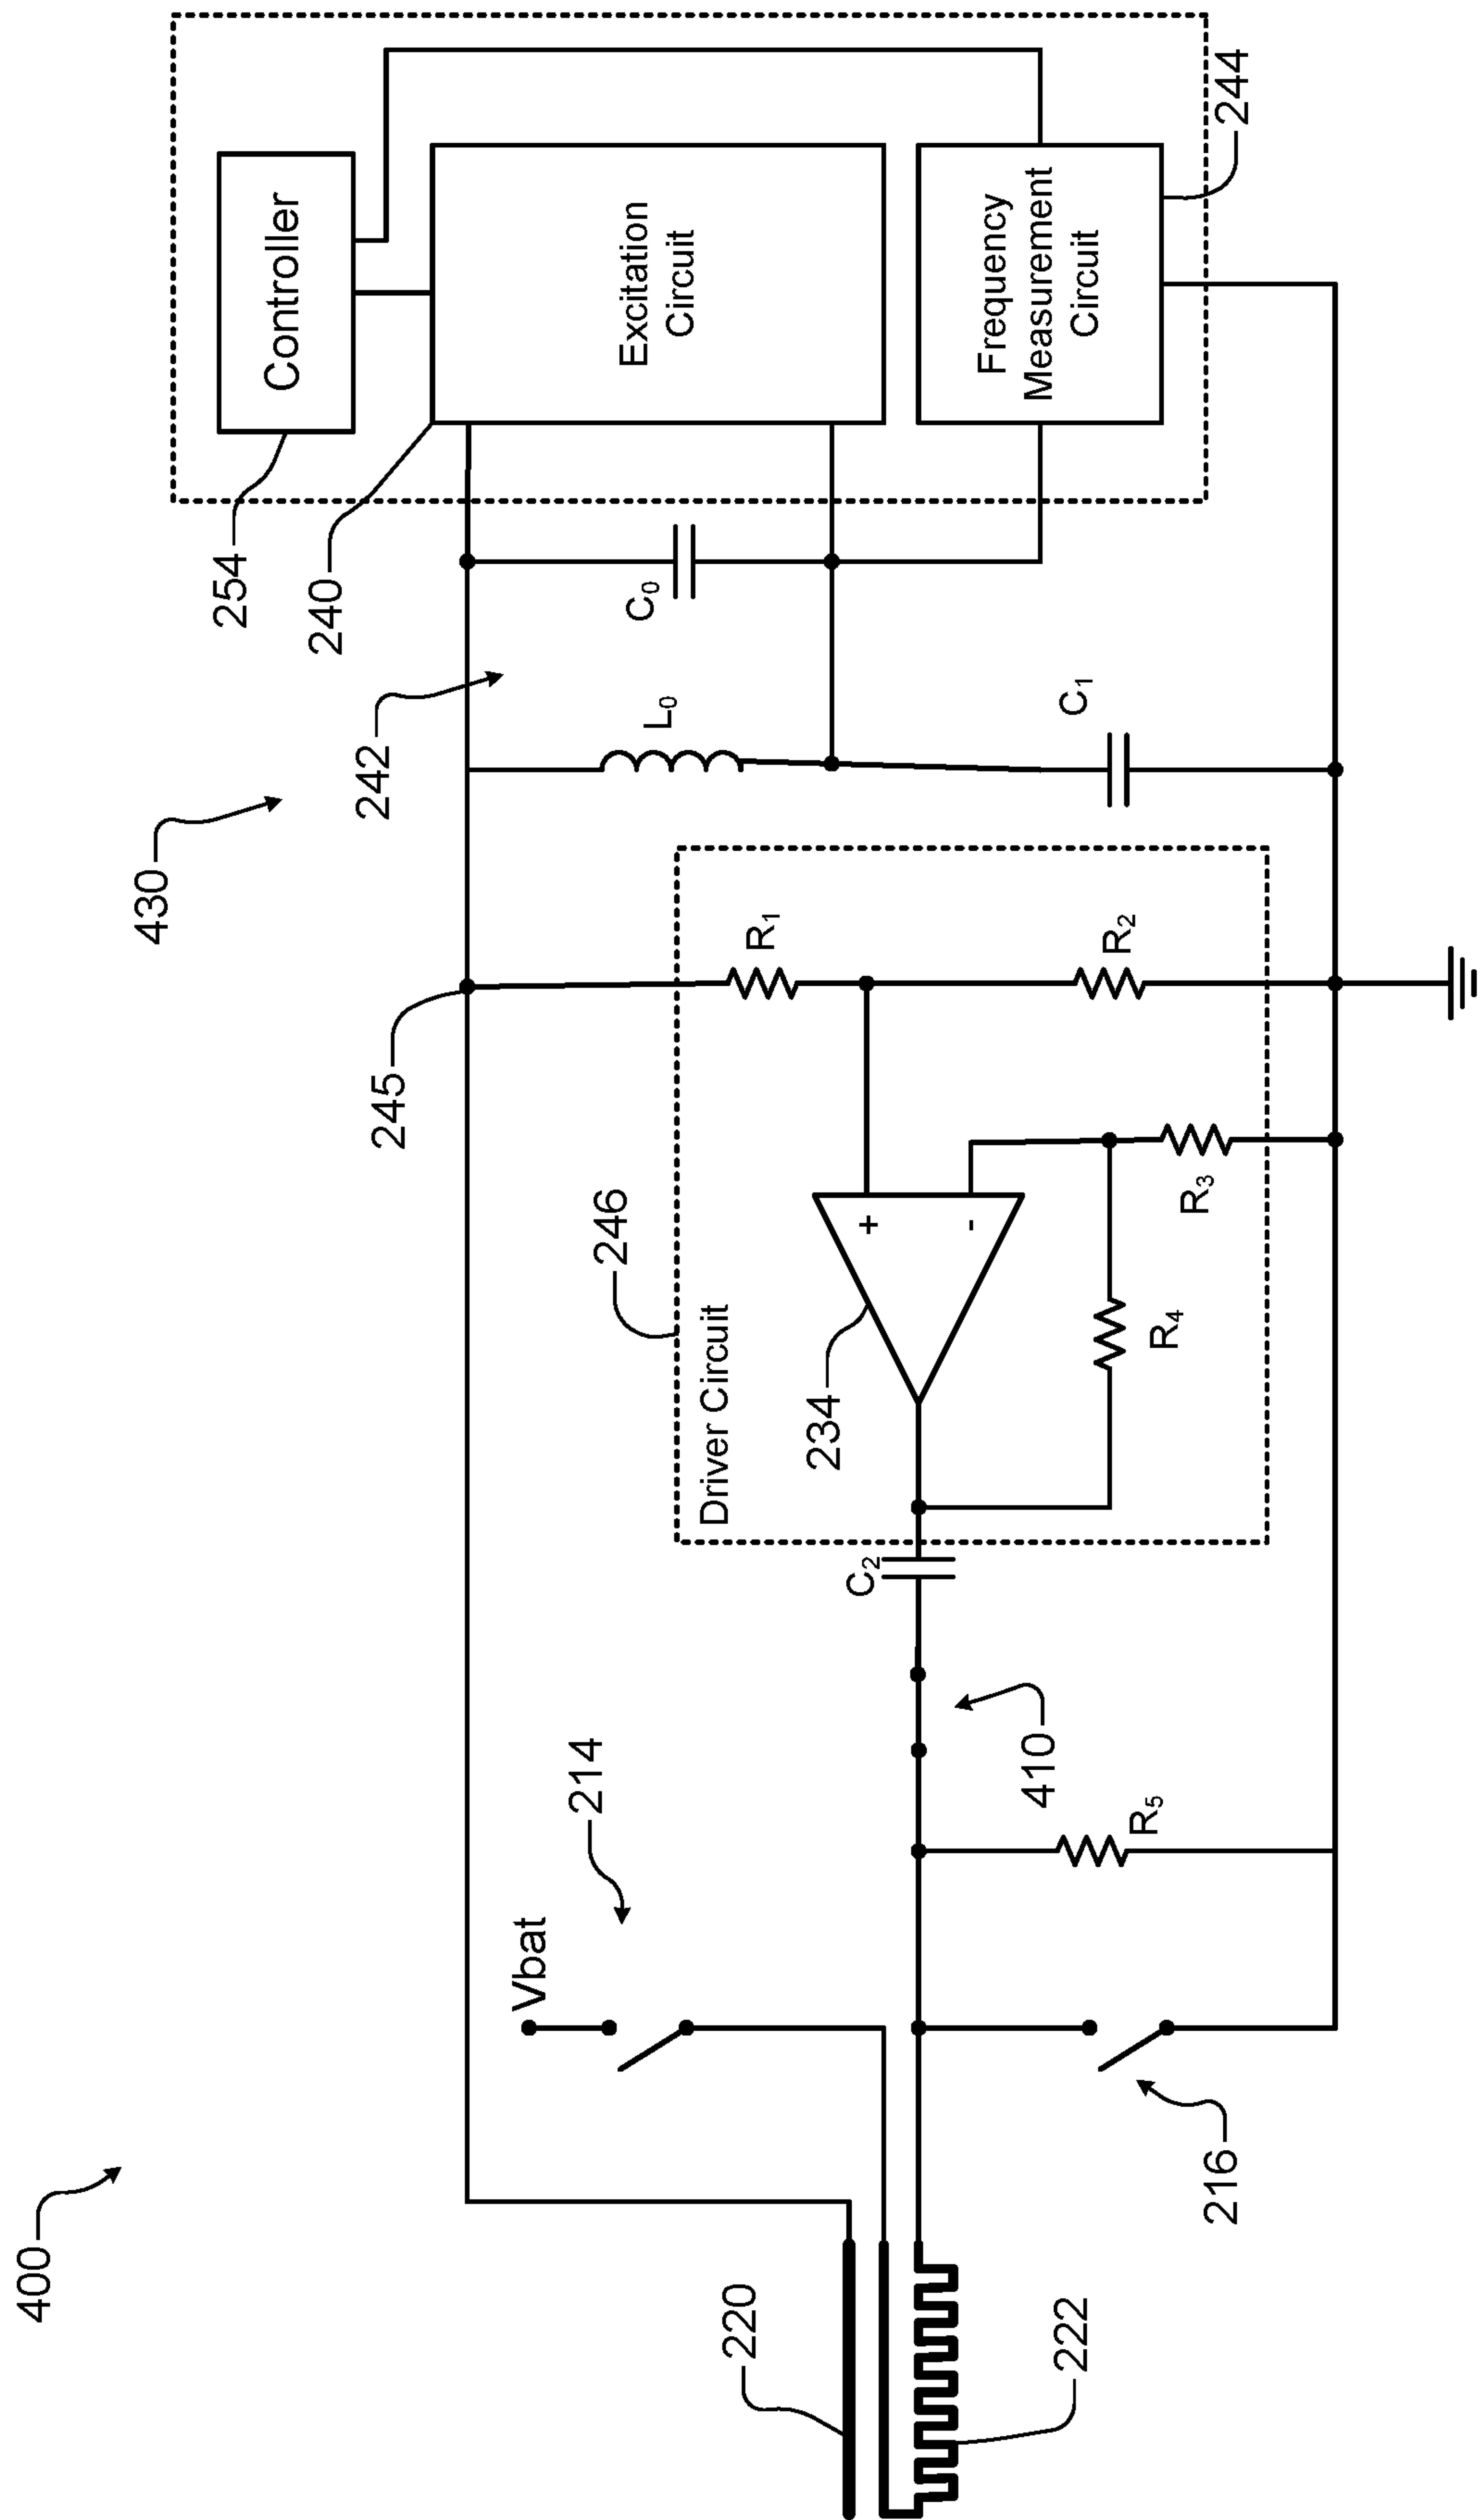 400
430
254
240
242
245
246
214
Vbat
220
222
216
410
R₅
C₂
Driver Circuit
234
+
-
R₄
R₃
R₁
R₂
L₀
C₀
C₁
Controller
Excitation
Circuit
Frequency
Measurement
Circuit
244